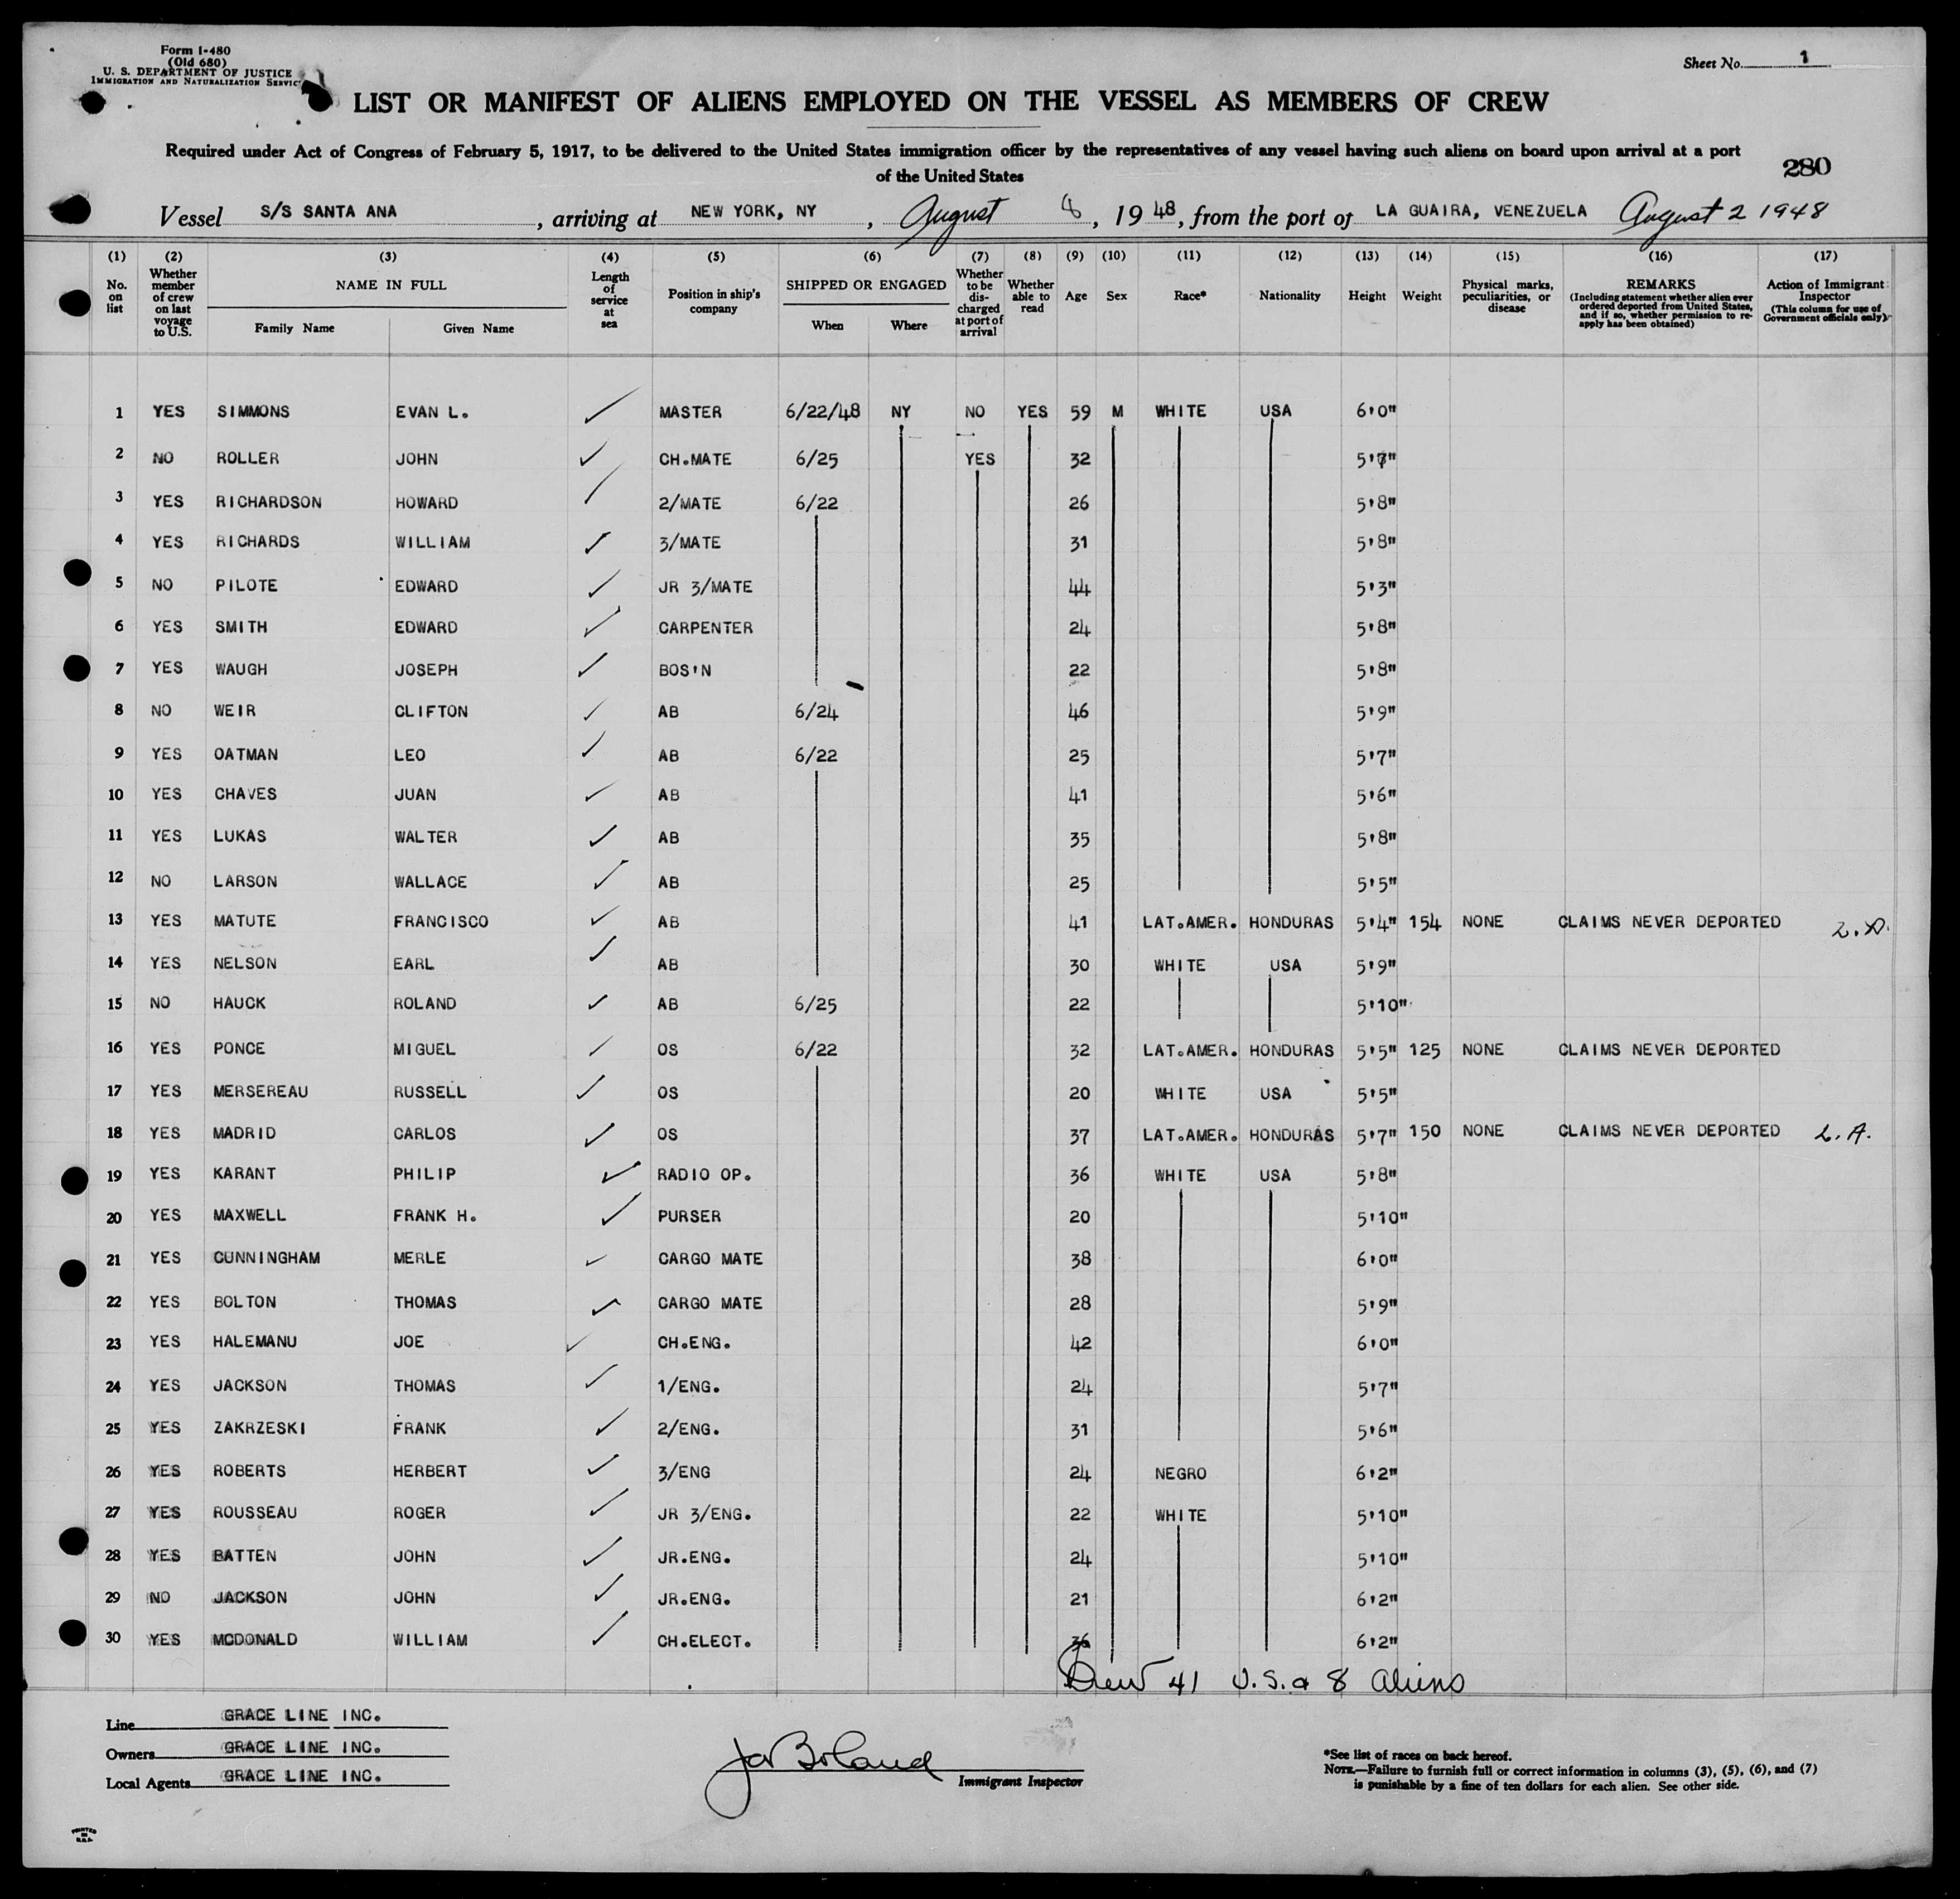 Form I-480
(Old 680)
U. S. DEPARTMENT OF JUSTICE
IMMIGRATION AND NATURALIZATION SERVICE
Sheet No. 1
LIST OR MANIFEST OF ALIENS EMPLOYED ON THE VESSEL AS MEMBERS OF CREW
Required under Act of Congress of February 5, 1917, to be delivered to the United States immigration officer by the representatives of any vessel having such aliens on board upon arrival at a port
of the United States
280
Vessel S/S SANTA ANA, arriving at NEW YORK, NY, August 8, 19 48, from the port of LA GUAIRA, VENEZUELA August 2 1948
(1) (2) (3) (4) (5) (6) (7) (8) (9) (10) (11) (12) (13) (14) (15) (16) (17)
No. on list
Whether member of crew on last voyage to U.S.
NAME IN FULL
Family Name Given Name
Length of service at sea
Position in ship's company
SHIPPED OR ENGAGED
When Where
Whether to be discharged at port of arrival
Whether able to read
Age
Sex
Race*
Nationality
Height
Weight
Physical marks, peculiarities, or disease
REMARKS
(Including statement whether alien ever ordered deported from United States, and if so, whether permission to reapply has been obtained)
Action of Immigrant Inspector
(This column for use of Government officials only)
1 YES SIMMONS EVAN L. MASTER 6/22/48 NY NO YES 59 M WHITE USA 6'0"
2 NO ROLLER JOHN CH.MATE 6/25 YES 32 5'7"
3 YES RICHARDSON HOWARD 2/MATE 6/22 26 5'8"
4 YES RICHARDS WILLIAM 3/MATE 31 5'8"
5 NO PILOTE EDWARD JR 3/MATE 44 5'3"
6 YES SMITH EDWARD CARPENTER 24 5'8"
7 YES WAUGH JOSEPH BOS'N 22 5'8"
8 NO WEIR CLIFTON AB 6/24 46 5'9"
9 YES OATMAN LEO AB 6/22 25 5'7"
10 YES CHAVES JUAN AB 41 5'6"
11 YES LUKAS WALTER AB 35 5'8"
12 NO LARSON WALLACE AB 25 5'5"
13 YES MATUTE FRANCISCO AB 41 LAT.AMER. HONDURAS 5'4" 154 NONE CLAIMS NEVER DEPORTED
14 YES NELSON EARL AB 30 WHITE USA 5'9"
15 NO HAUCK ROLAND AB 6/25 22 5'10"
16 YES PONCE MIGUEL OS 6/22 32 LAT.AMER. HONDURAS 5'5" 125 NONE CLAIMS NEVER DEPORTED
17 YES MERSEREAU RUSSELL OS 20 WHITE USA 5'5"
18 YES MADRID CARLOS OS 37 LAT.AMER. HONDURAS 5'7" 150 NONE CLAIMS NEVER DEPORTED L.A.
19 YES KARANT PHILIP RADIO OP. 36 WHITE USA 5'8"
20 YES MAXWELL FRANK H. PURSER 20 5'10"
21 YES CUNNINGHAM MERLE CARGO MATE 38 6'0"
22 YES BOLTON THOMAS CARGO MATE 28 5'9"
23 YES HALEMANU JOE CH.ENG. 42 6'0"
24 YES JACKSON THOMAS 1/ENG. 24 5'7"
25 YES ZAKRZESKI FRANK 2/ENG. 31 5'6"
26 YES ROBERTS HERBERT 3/ENG 24 NEGRO 6'2"
27 YES ROUSSEAU ROGER JR 3/ENG. 22 WHITE 5'10"
28 YES BATTEN JOHN JR.ENG. 24 5'10"
29 NO JACKSON JOHN JR.ENG. 21 6'2"
30 YES MCDONALD WILLIAM CH.ELECT. 36 6'2"
Crew 41 U.S. & 8 Aliens
Line GRACE LINE INC.
Owners GRACE LINE INC.
Local Agents GRACE LINE INC.
Immigrant Inspector
*See list of races on back hereof.
NOTE.—Failure to furnish full or correct information in columns (3), (5), (6), and (7)
is punishable by a fine of ten dollars for each alien. See other side.
PRINTED
IN
U.S.A.